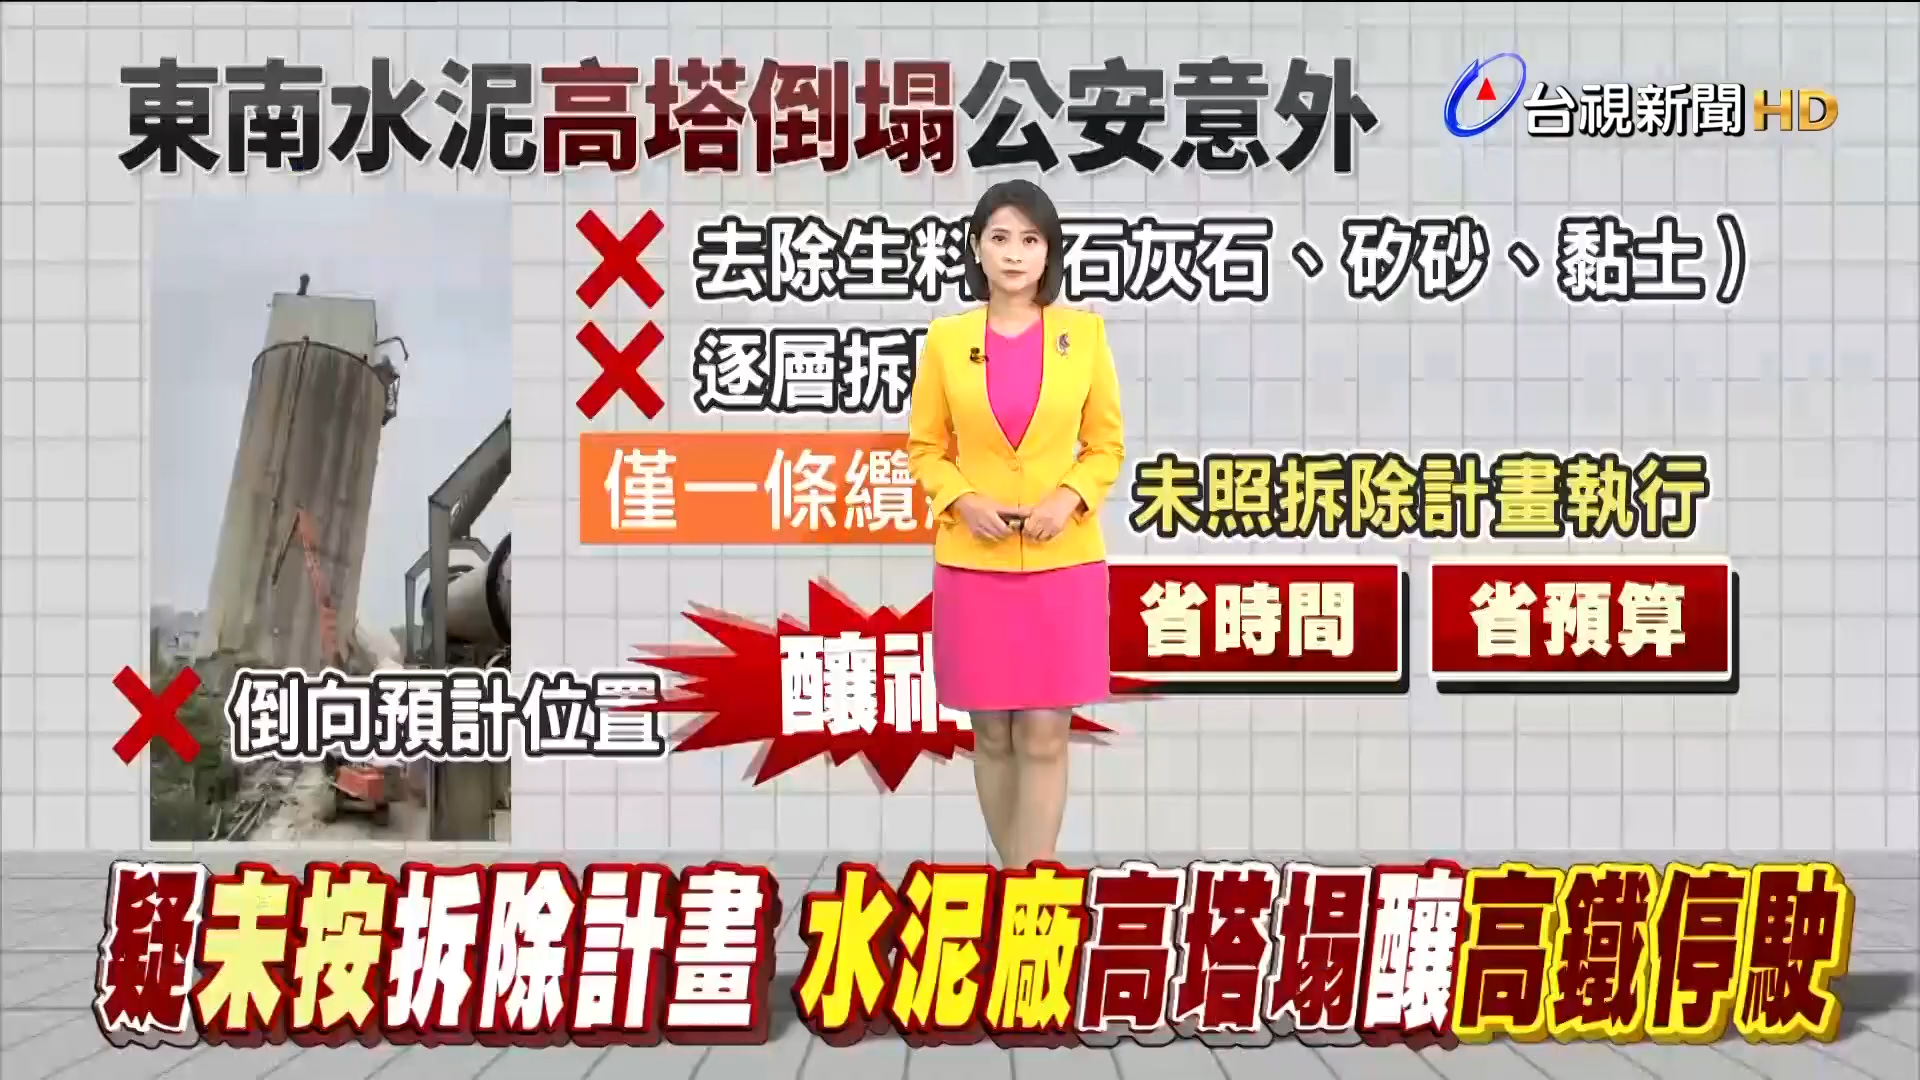 東南水泥高塔倒塌公安意外
台視新聞HD
去除生料 石灰石、矽砂、黏土）
逐層拆
僅一條纜
未照拆除計畫執行
省時間
省預算
釀
倒向預計位置
疑未按拆除計畫 水泥廠高塔塌釀高鐵停駛